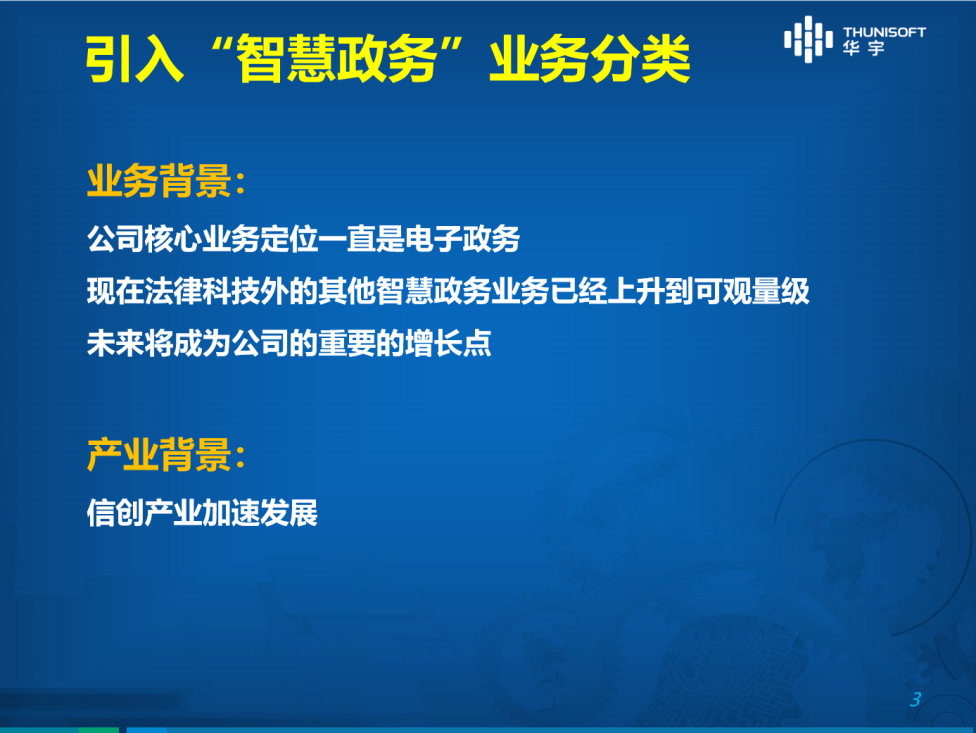 引入“智慧政务”业务分类
THUNISOFT
华宇
业务背景：
公司核心业务定位一直是电子政务
现在法律科技外的其他智慧政务业务已经上升到可观量级
未来将成为公司的重要的增长点
产业背景：
信创产业加速发展
3